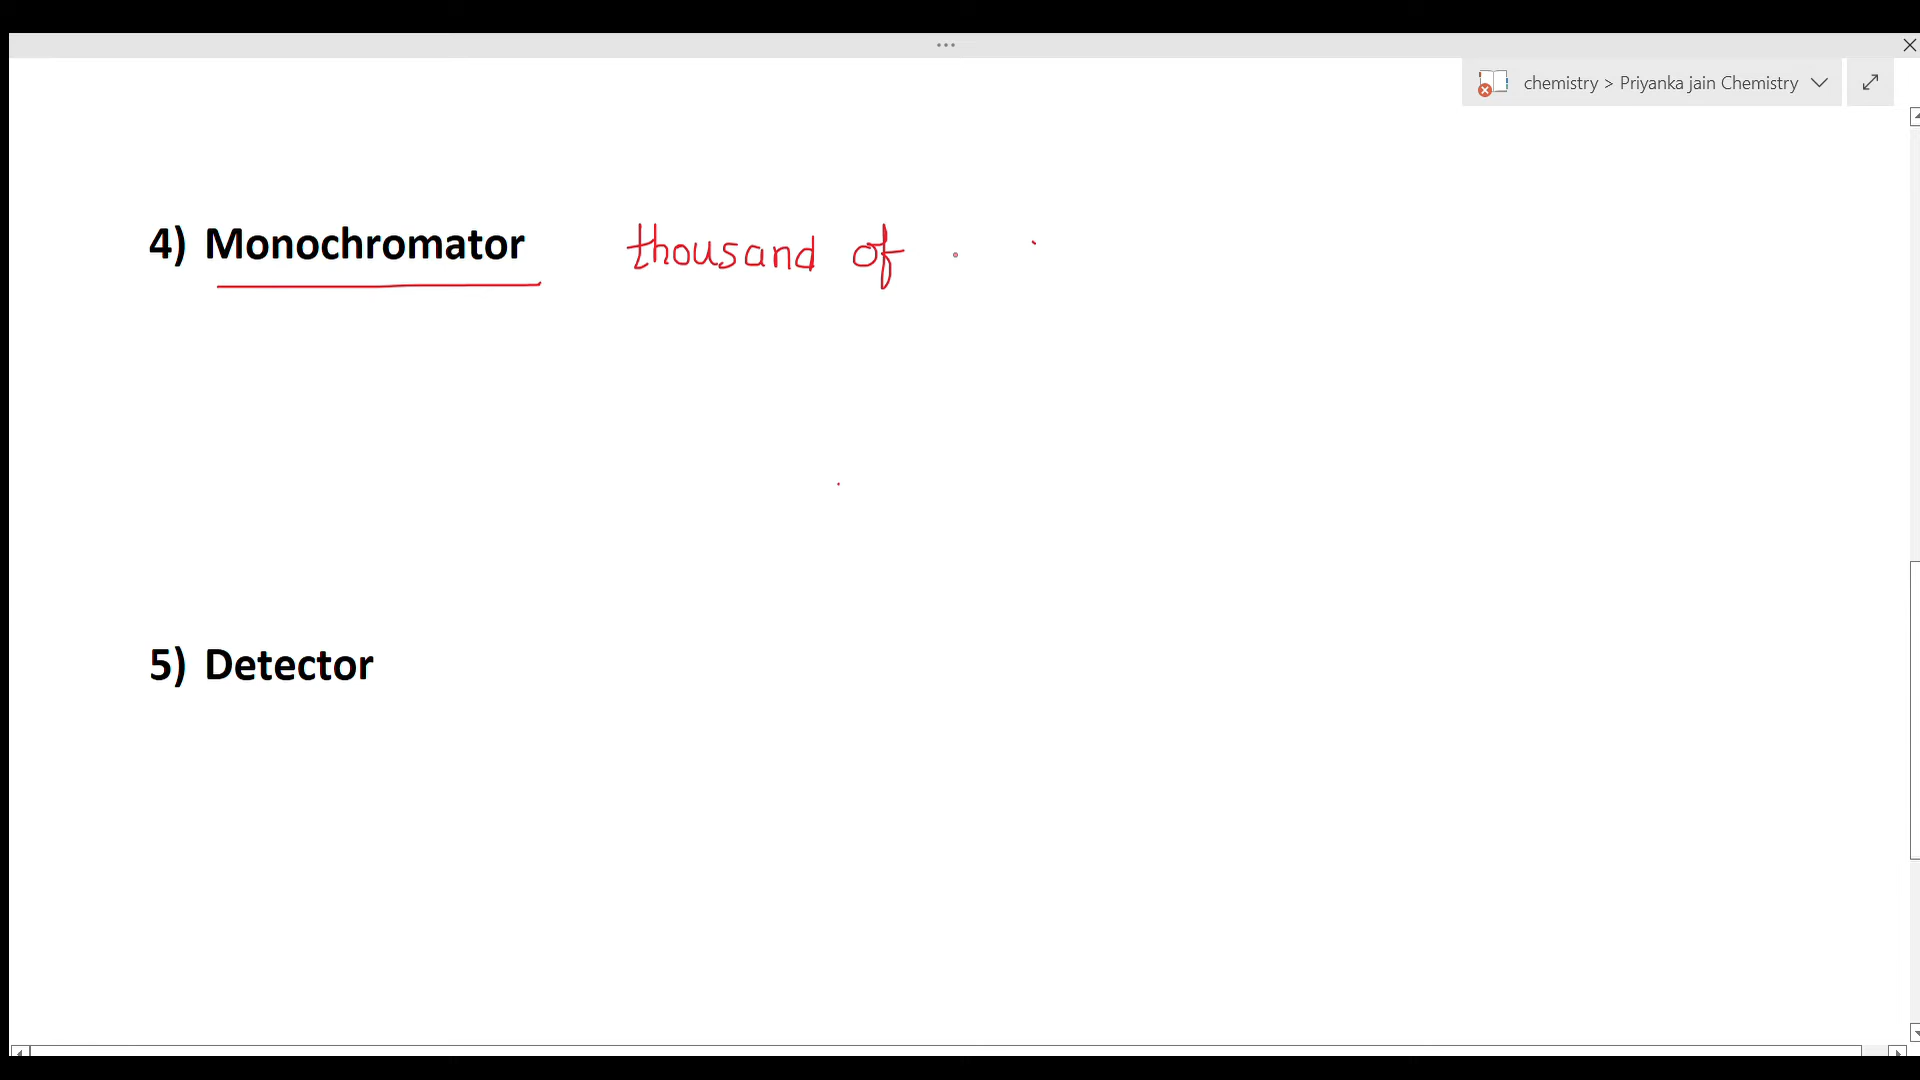 chemistry > Priyanka jain Chemistry
4) Monochromator thousand of
5) Detector